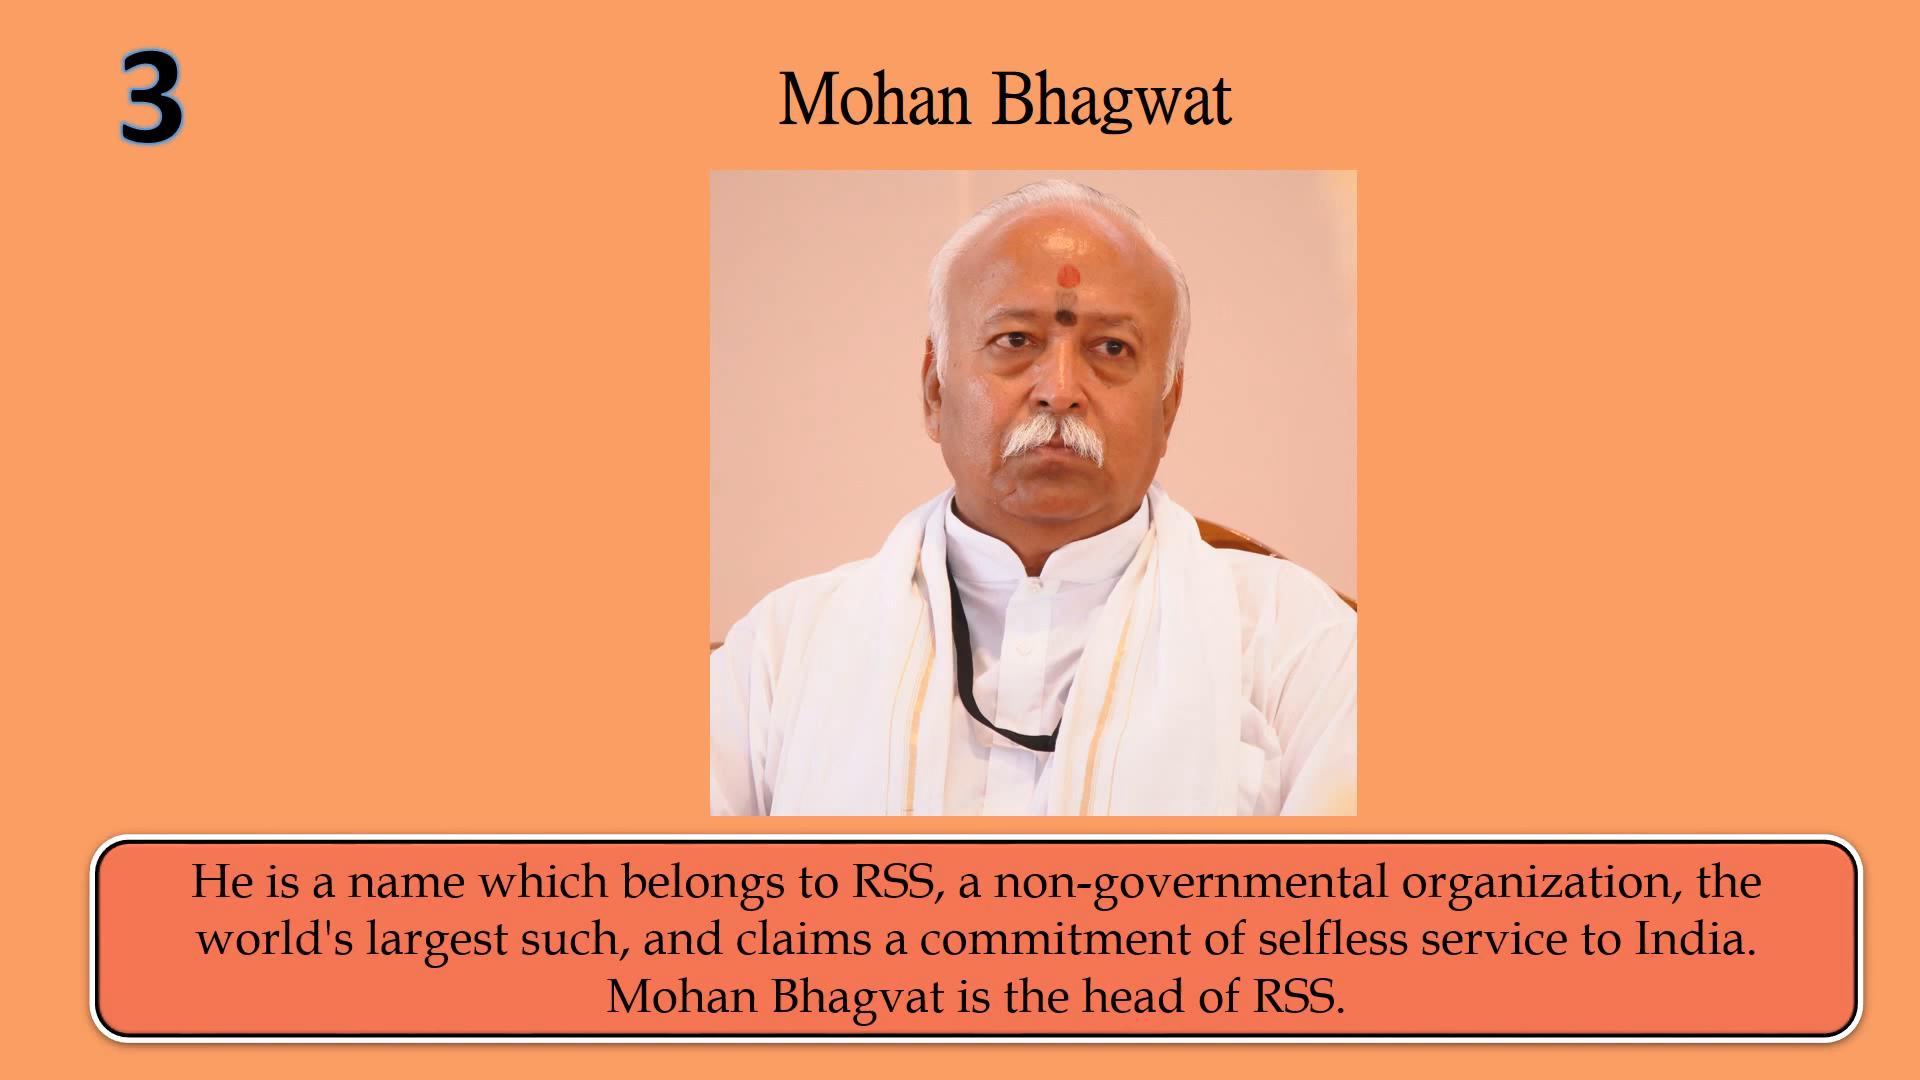 3
Mohan Bhagwat
He is a name which belongs to RSS, a non-governmental organization, the
world's largest such, and claims a commitment of selfless service to India.
Mohan Bhagvat is the head of RSS.